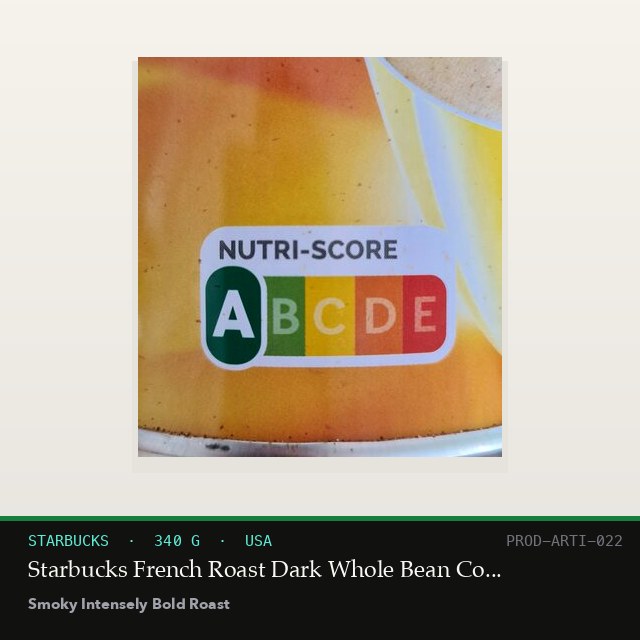 NUTRI-SCORE
A B C D E
STARBUCKS · 340 G · USA
PROD–ARTI–022
Starbucks French Roast Dark Whole Bean Co...
Smoky Intensely Bold Roast